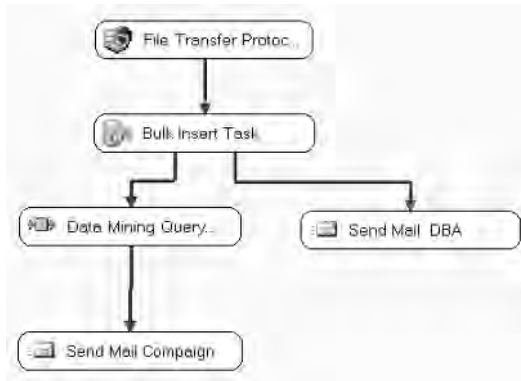 File Transfer Protoc...
Bulk Insert Task
Data Mining Query...
Send Mail DBA
Send Mail Compaign